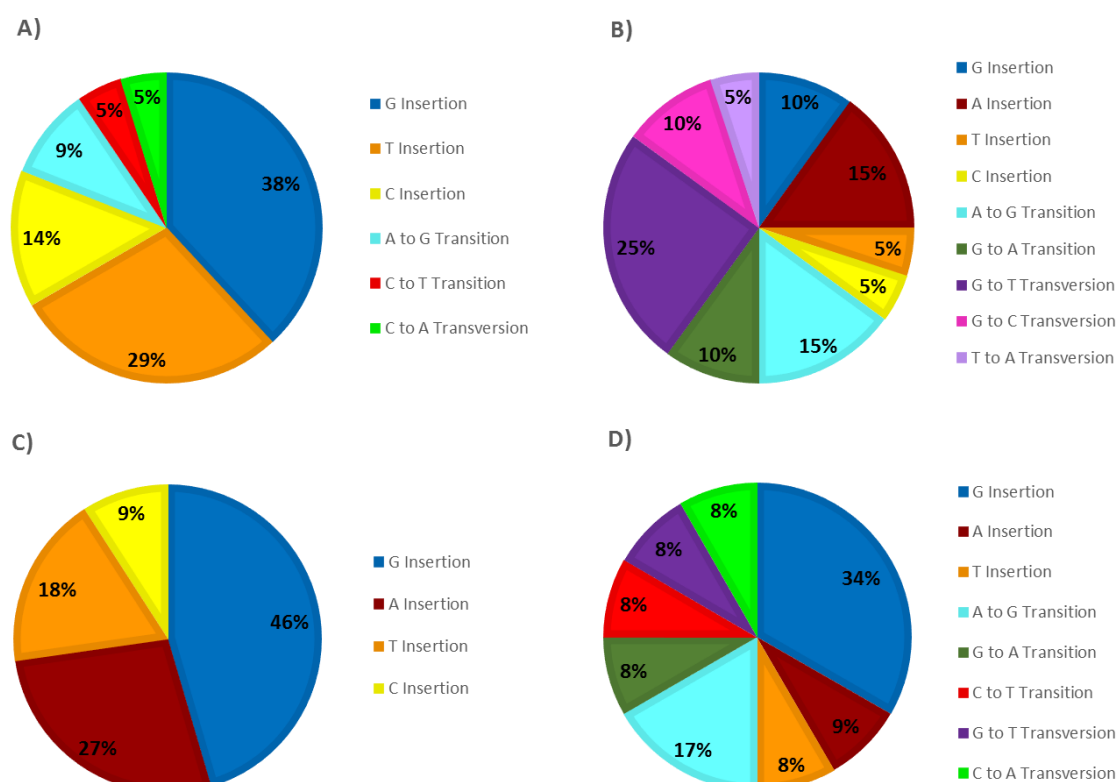 A)
5%
5%
9%
38%
14%
29%
G Insertion
T Insertion
C Insertion
A to G Transition
C to T Transition
C to A Transversion
B)
5%
10%
10%
15%
25%
5%
5%
10%
15%
G Insertion
A Insertion
T Insertion
C Insertion
A to G Transition
G to A Transition
G to T Transversion
G to C Transversion
T to A Transversion
C)
9%
18%
46%
27%
G Insertion
A Insertion
T Insertion
C Insertion
D)
8%
8%
34%
8%
8%
9%
17%
8%
G Insertion
A Insertion
T Insertion
A to G Transition
G to A Transition
C to T Transition
G to T Transversion
C to A Transversion